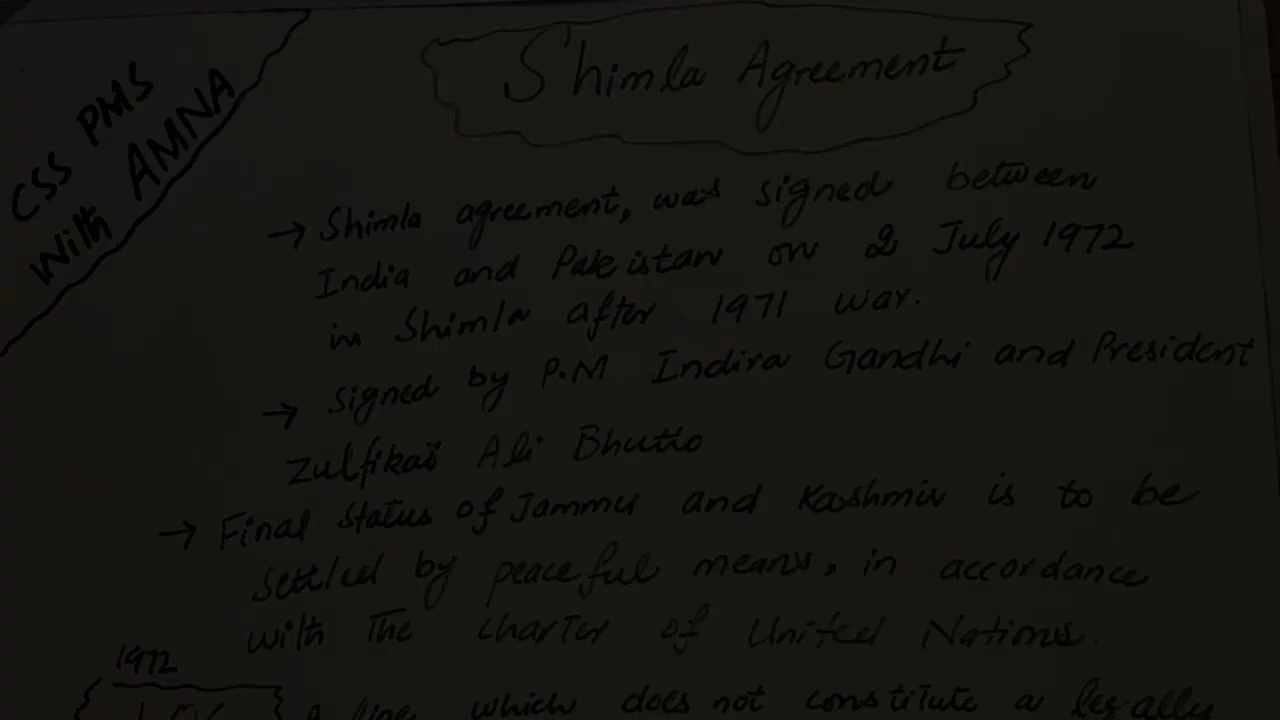 Shimla Agreement
CSS PMS
with AMNA
→ Shimla agreement, was signed between
India and Pakistan on 2 July 1972
in Shimla after 1971 war.
→ signed by P.M Indira Gandhi and President
Zulfikar Ali Bhutto
→ Final status of Jammu and Kashmir is to be
settled by peaceful means, in accordance
with The Charter of United Nations.
1972
LOC
A line which does not constitute a legally